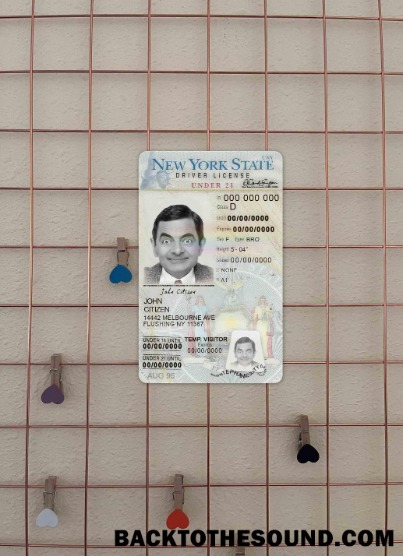 NEW YORK STATE USA
DRIVER LICENSE
UNDER 21
ID 000 000 000
Class D
DOB 00/00/0000
Expires 00/00/0000
Sex F
Height 5'-04"
Issued 00/00/0000
NONE
John Citizen
JOHN
CITIZEN
14442 MELBOURNE AVE
FLUSHING NY 11367
UNDER 18 UNTIL
00/00/0000
TEMP. VISITOR
Expires
00/00/0000
UNDER 21 UNTIL
00/00/0000
AUG 95
BACKTOTHESOUND.COM